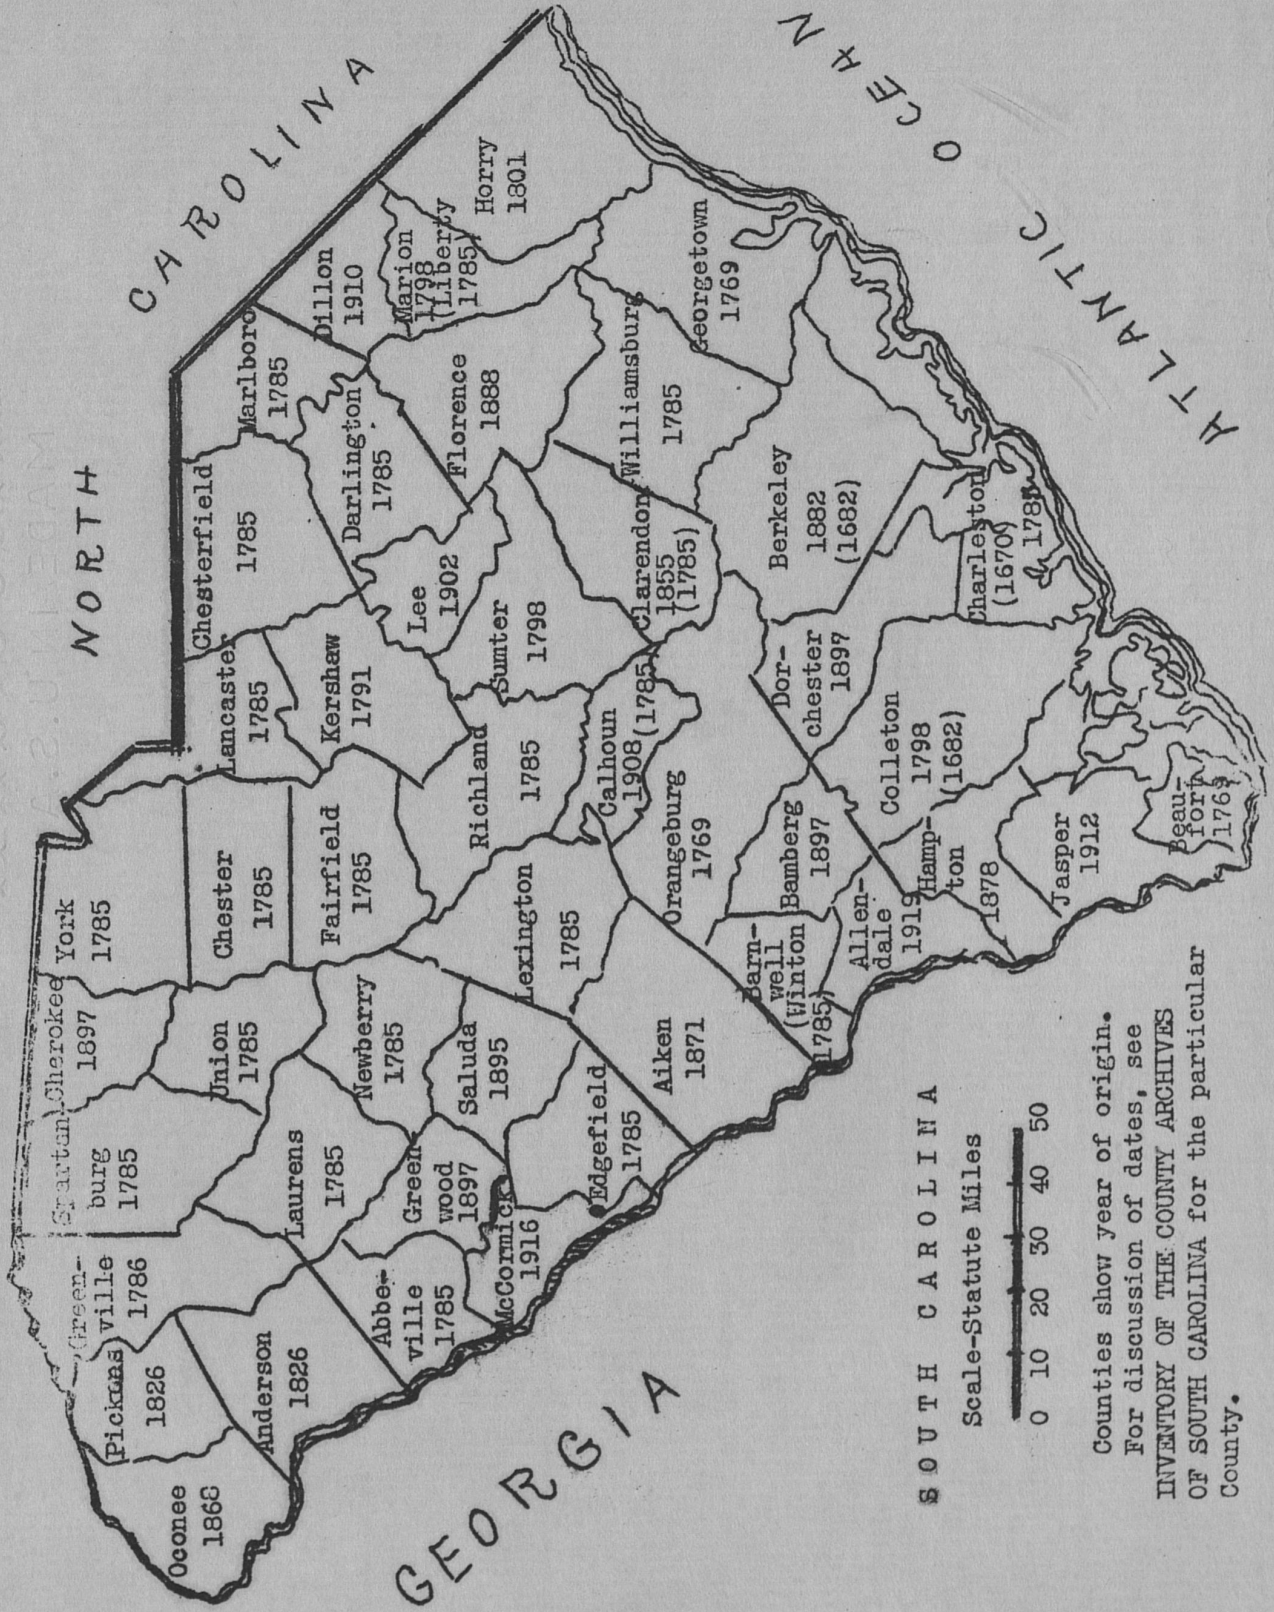 NORTH
CAROLINA
ATLANTIC OCEAN
GEORGIA
Oconee
1868
Pickens
1826
Anderson
1826
Green-
ville
1786
Spartan-
burg
1785
Cherokee
1897
York
1785
Union
1785
Laurens
1785
Abbe-
ville
1785
Green
wood
1897
McCormick
1916
Edgefield
1785
Saluda
1895
Newberry
1785
Chester
1785
Fairfield
1785
Lancaster
1785
Kershaw
1791
Chesterfield
1785
Marlboro
1785
Darlington
1785
Dillon
1910
Marion
1798
(Liberty
1785)
Horry
1801
Florence
1888
Lee
1902
Sumter
1798
Richland
1785
Lexington
1785
Aiken
1871
Calhoun
1908(1785)
Orangeburg
1769
Clarendon
1855
(1785)
Williamsburg
1785
Georgetown
1769
Berkeley
1882
(1682)
Charleston
(1670)
1785
Dor-
chester
1897
Colleton
1798
(1682)
Bamberg
1897
Barn-
well
(Winton
1785)
Allen-
dale
1919
Hamp-
ton
1878
Jasper
1912
Beau-
fort
1769
SOUTH CAROLINA
Scale-Statute Miles
0 10 20 30 40 50
Counties show year of origin.
For discussion of dates, see
INVENTORY OF THE COUNTY ARCHIVES
OF SOUTH CAROLINA for the particular
County.